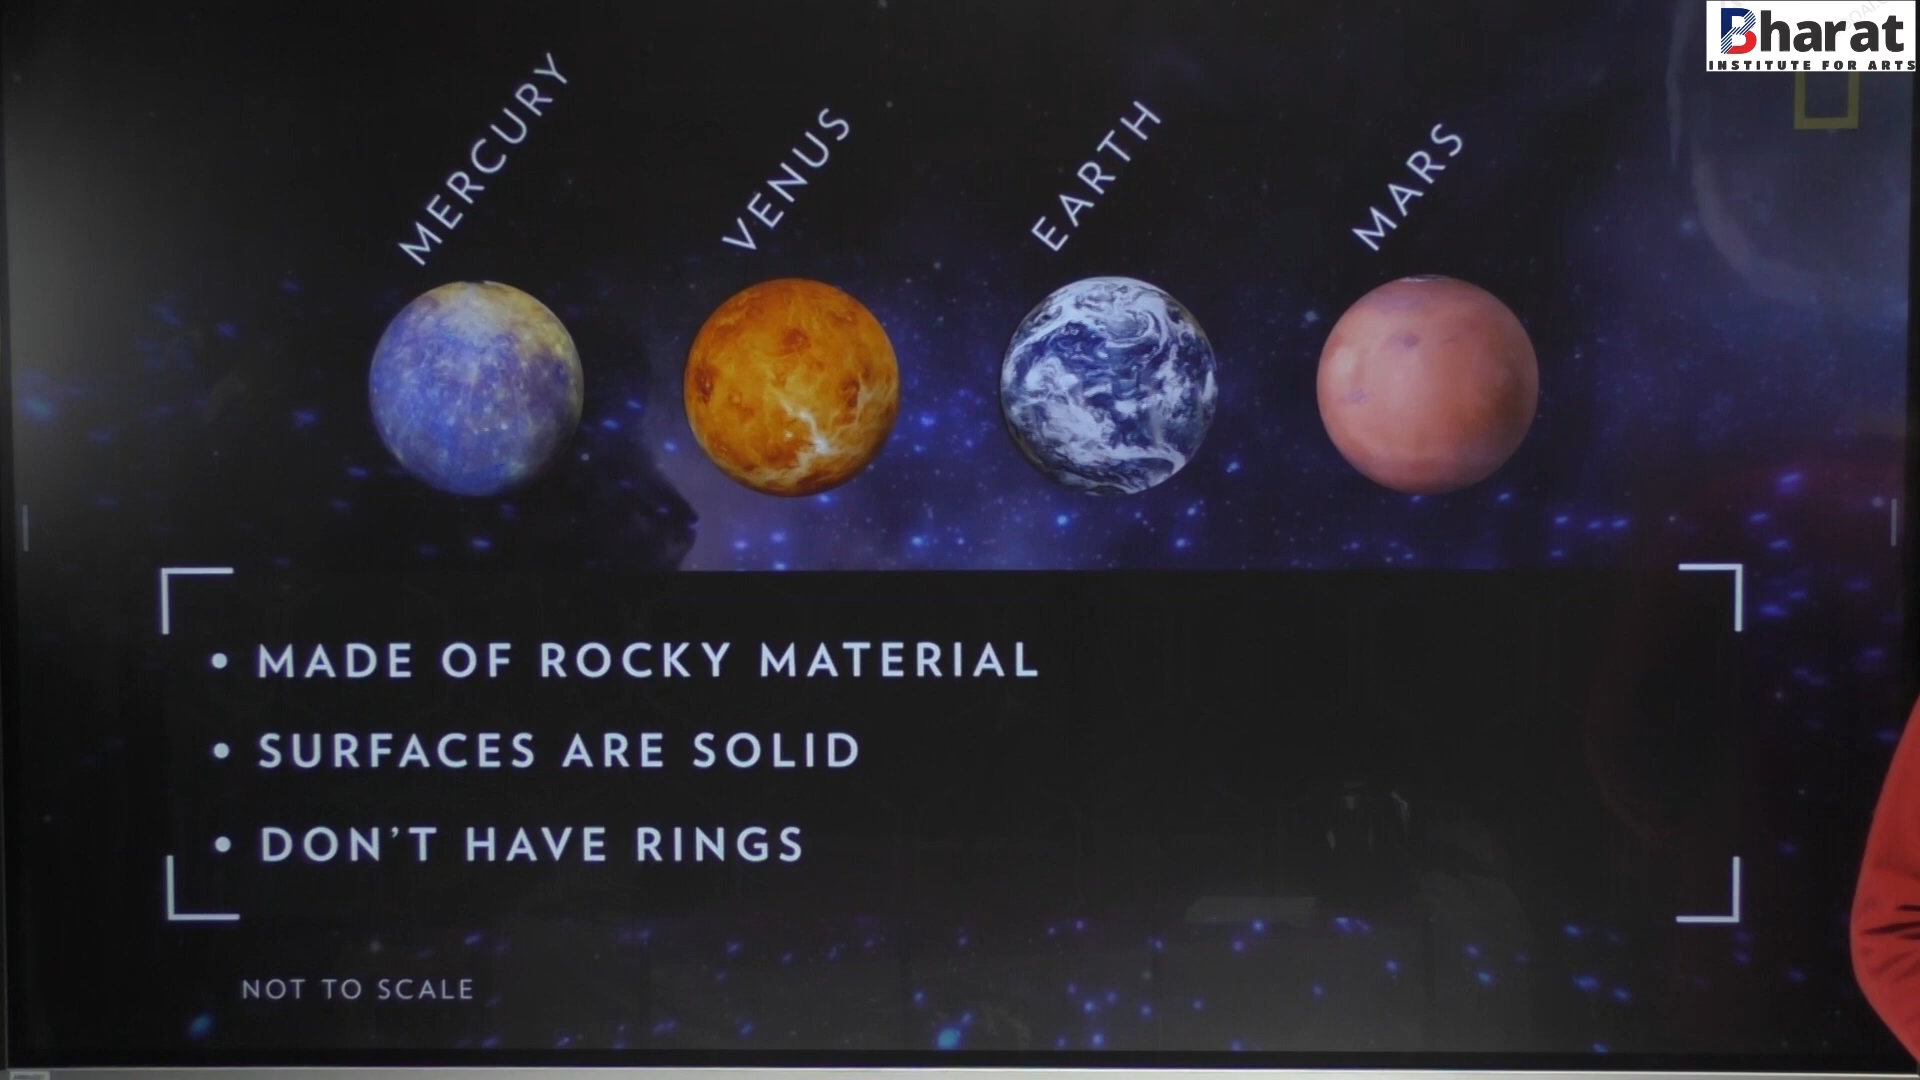 Bharat
INSTITUTE FOR ARTS
MERCURY
VENUS
EARTH
MARS
• MADE OF ROCKY MATERIAL
• SURFACES ARE SOLID
• DON'T HAVE RINGS
NOT TO SCALE